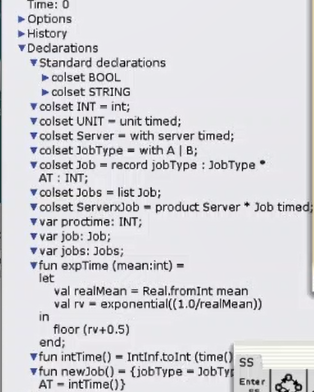 Time: 0
▶Options
▶History
▼Declarations
▼Standard declarations
▶colset BOOL
▶colset STRING
▼colset INT = int;
▼colset UNIT = unit timed;
▼colset Server = with server timed;
▼colset JobType = with A | B;
▼colset Job = record jobType : JobType *
AT : INT;
▼colset Jobs = list Job;
▼colset ServerxJob = product Server * Job timed;
▼var proctime: INT;
▼var job: Job;
▼var jobs: Jobs;
▼fun expTime (mean:int) =
let
val realMean = Real.fromInt mean
val rv = exponential((1.0/realMean))
in
floor (rv+0.5)
end;
▼fun intTime() = IntInf.toInt (time()
▼fun newJob() = {jobType = JobTy
AT = intTime()}
SS
Enter